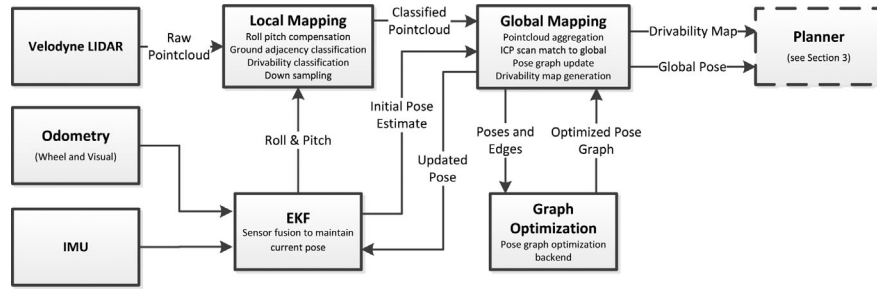 Velodyne LIDAR
Raw
Pointcloud
Local Mapping
Roll pitch compensation
Ground adjacency classification
Drivability classification
Down sampling
Classified
Pointcloud
Global Mapping
Pointcloud aggregation
ICP scan match to global
Pose graph update
Drivability map generation
Drivability Map
Global Pose
Planner
(see Section 3)
Odometry
(Wheel and Visual)
Roll & Pitch
Initial Pose
Estimate
Updated
Pose
Poses and
Edges
Optimized Pose
Graph
IMU
EKF
Sensor fusion to maintain
current pose
Graph
Optimization
Pose graph optimization
backend